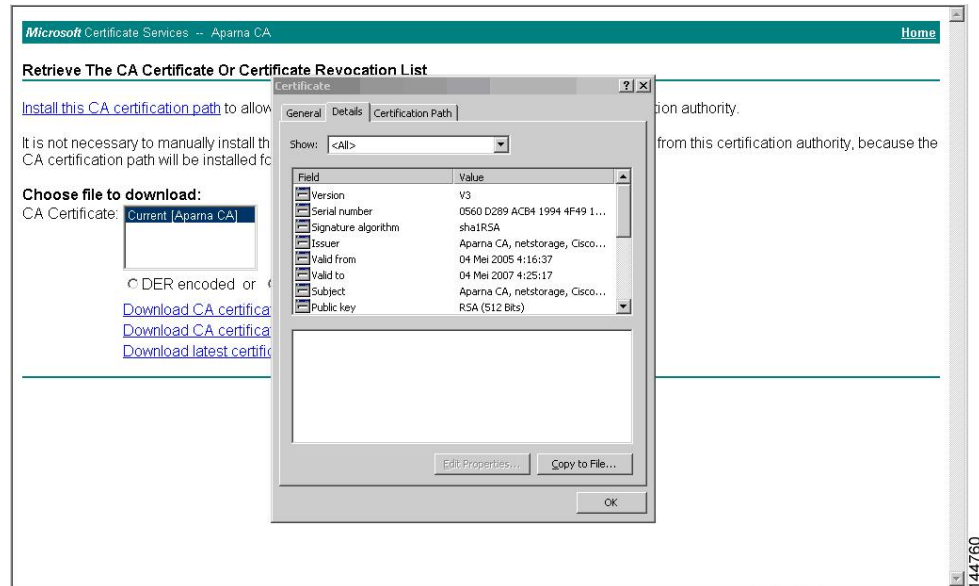 Microsoft Certificate Services -- Aparna CA Home
Retrieve The CA Certificate Or Certificate Revocation List
Install this CA certification path to allow
ion authority.
It is not necessary to manually install th
from this certification authority, because the
CA certification path will be installed fo
Choose file to download:
CA Certificate: Current [Aparna CA]
DER encoded or
Download CA certifica
Download CA certifica
Download latest certific
Certificate
General Details Certification Path
Show: <All>
Field Value
Version V3
Serial number 0560 D289 ACB4 1994 4F49 1...
Signature algorithm sha1RSA
Issuer Aparna CA, netstorage, Cisco...
Valid from 04 Mei 2005 4:16:37
Valid to 04 Mei 2007 4:25:17
Subject Aparna CA, netstorage, Cisco...
Public key RSA (512 Bits)
Edit Properties... Copy to File...
OK
44760